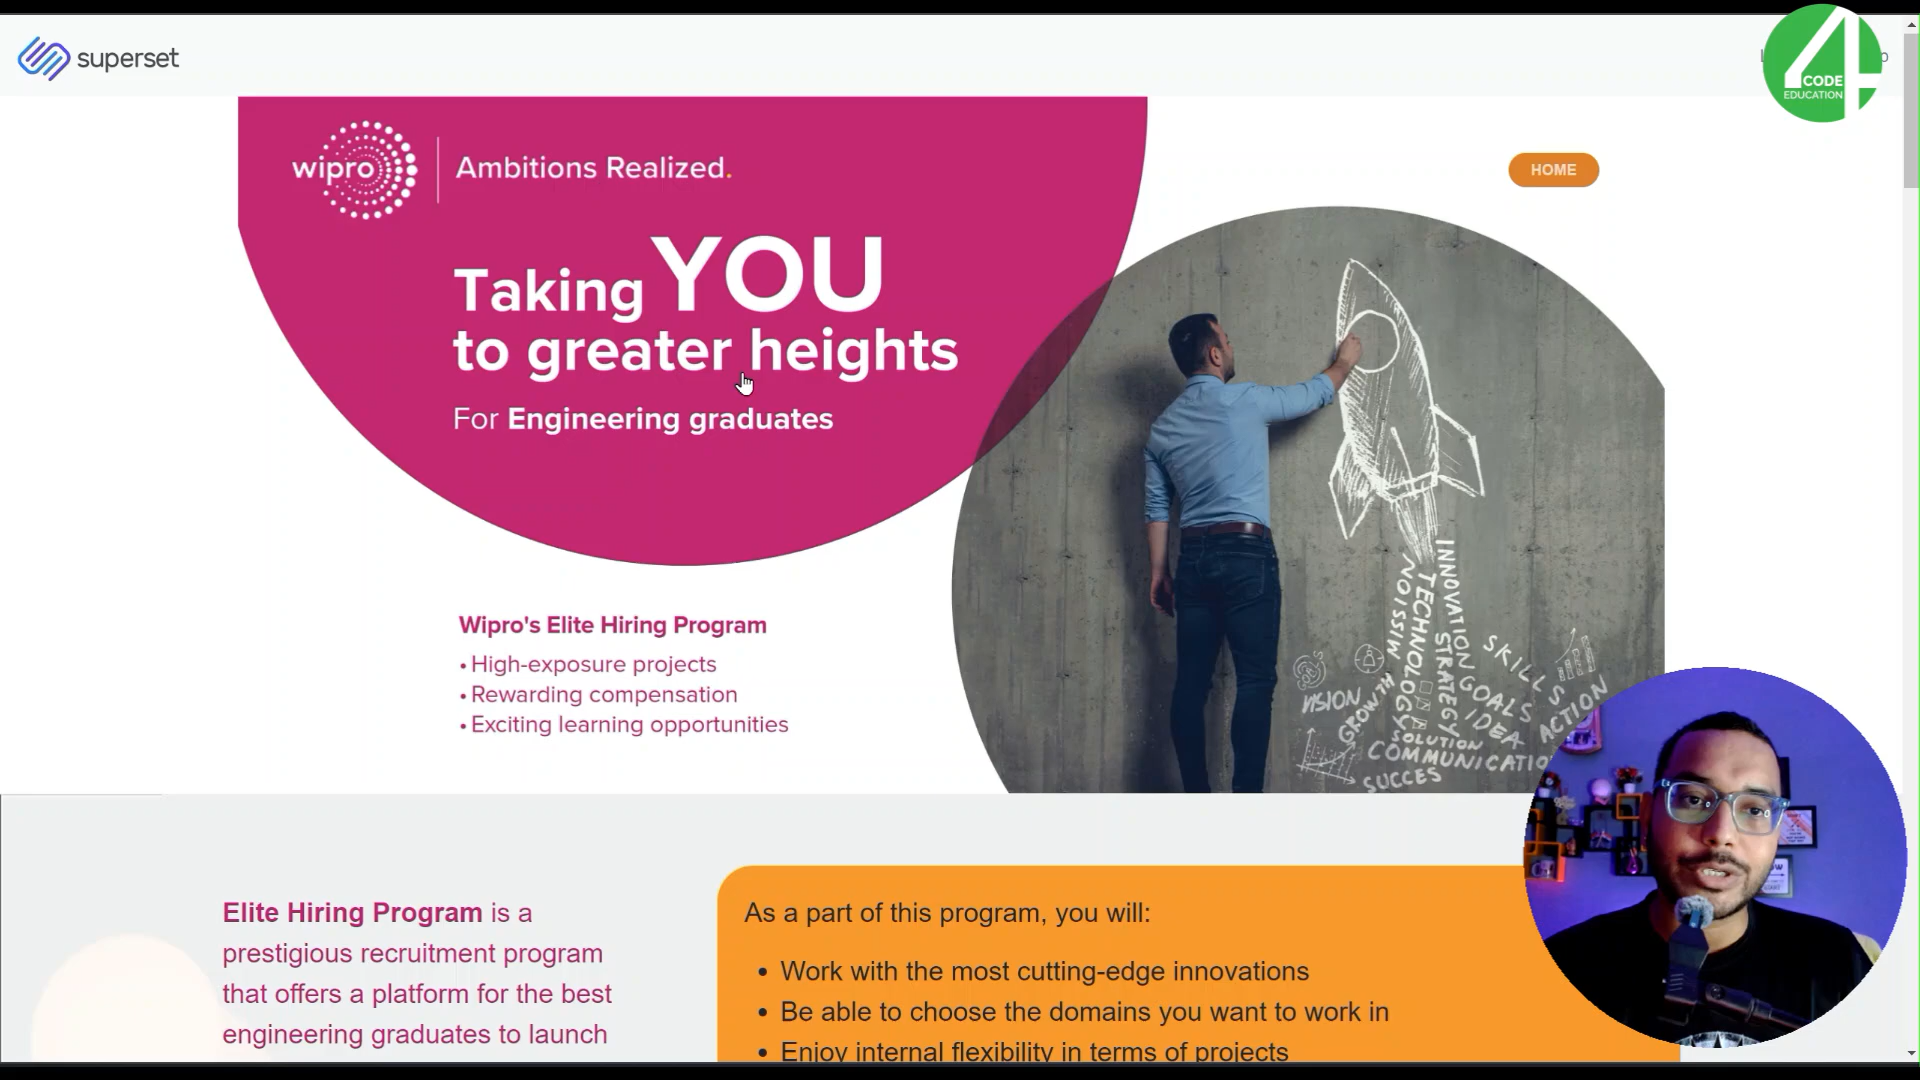 superset
4
CODE
EDUCATION
wipro
Ambitions Realized.
HOME
Taking YOU
to greater heights
For Engineering graduates
Wipro's Elite Hiring Program
• High-exposure projects
• Rewarding compensation
• Exciting learning opportunities
INNOVATION
TECHNOLOGY
MISSION
STRATEGY
SKILLS
GOALS
IDEA
ACTION
VISION
GROWTH
SOLUTION
COMMUNICATIO
SUCCES
Elite Hiring Program is a
prestigious recruitment program
that offers a platform for the best
engineering graduates to launch
As a part of this program, you will:
• Work with the most cutting-edge innovations
• Be able to choose the domains you want to work in
• Enjoy internal flexibility in terms of projects